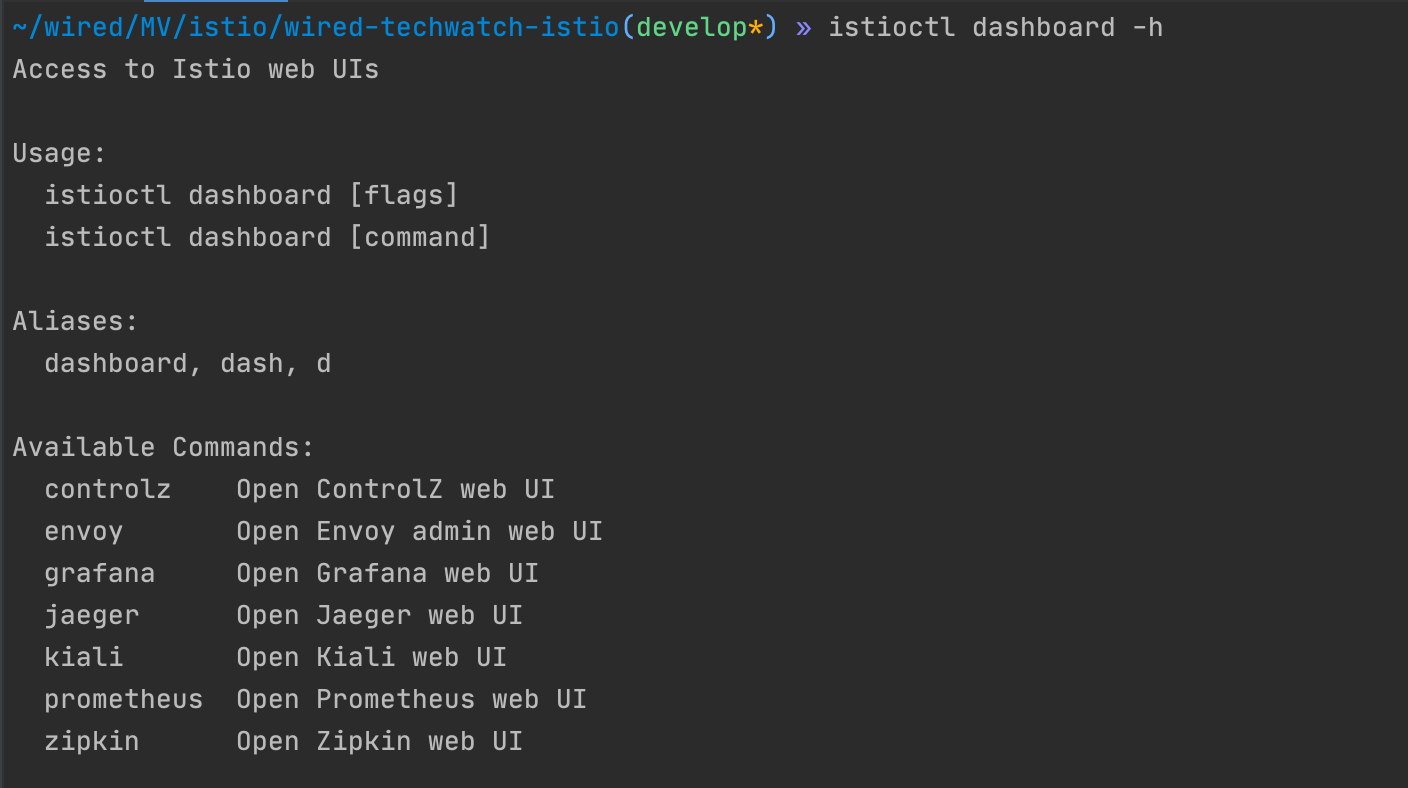 ~/wired/MV/istio/wired-techwatch-istio(develop*) » istioctl dashboard -h
Access to Istio web UIs

Usage:
  istioctl dashboard [flags]
  istioctl dashboard [command]

Aliases:
  dashboard, dash, d

Available Commands:
  controlz    Open ControlZ web UI
  envoy       Open Envoy admin web UI
  grafana     Open Grafana web UI
  jaeger      Open Jaeger web UI
  kiali       Open Kiali web UI
  prometheus  Open Prometheus web UI
  zipkin      Open Zipkin web UI